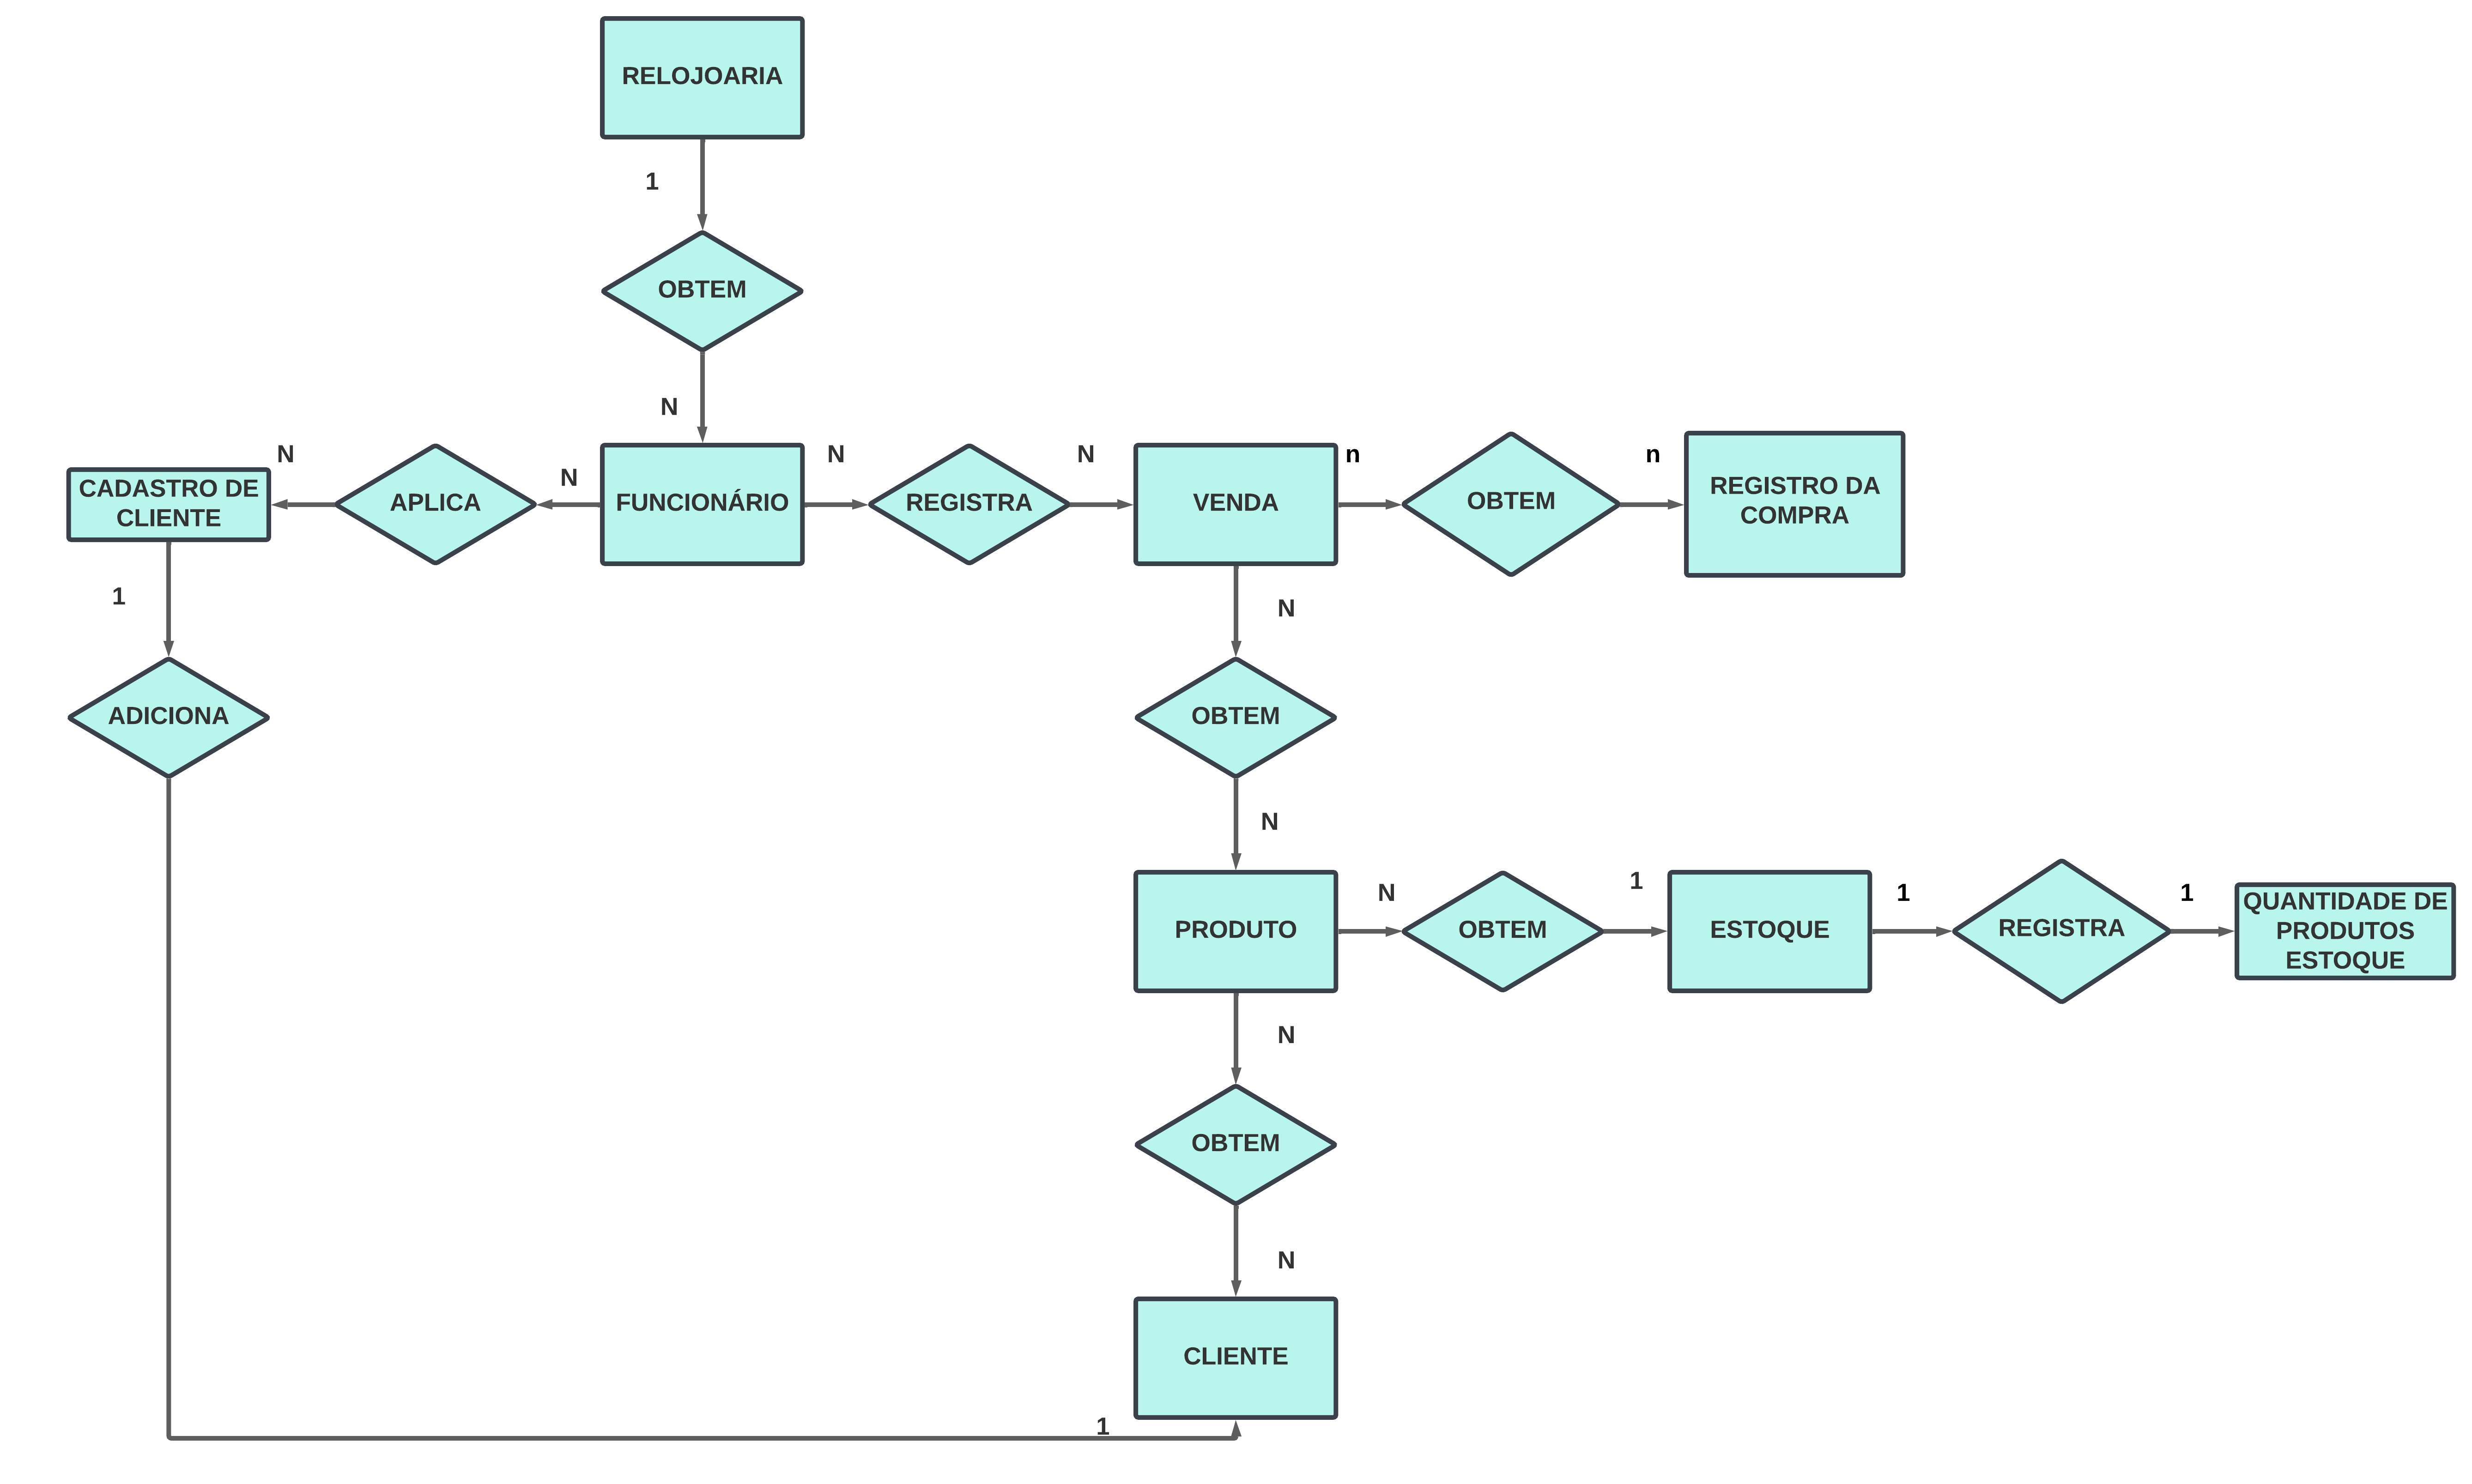 RELOJOARIA
1
OBTEM
N
N
N
N
N
n
n
CADASTRO DE
CLIENTE
APLICA
FUNCIONÁRIO
REGISTRA
VENDA
OBTEM
REGISTRO DA
COMPRA
1
N
ADICIONA
OBTEM
N
N
1
1
1
PRODUTO
OBTEM
ESTOQUE
REGISTRA
QUANTIDADE DE
PRODUTOS
ESTOQUE
N
OBTEM
N
CLIENTE
1